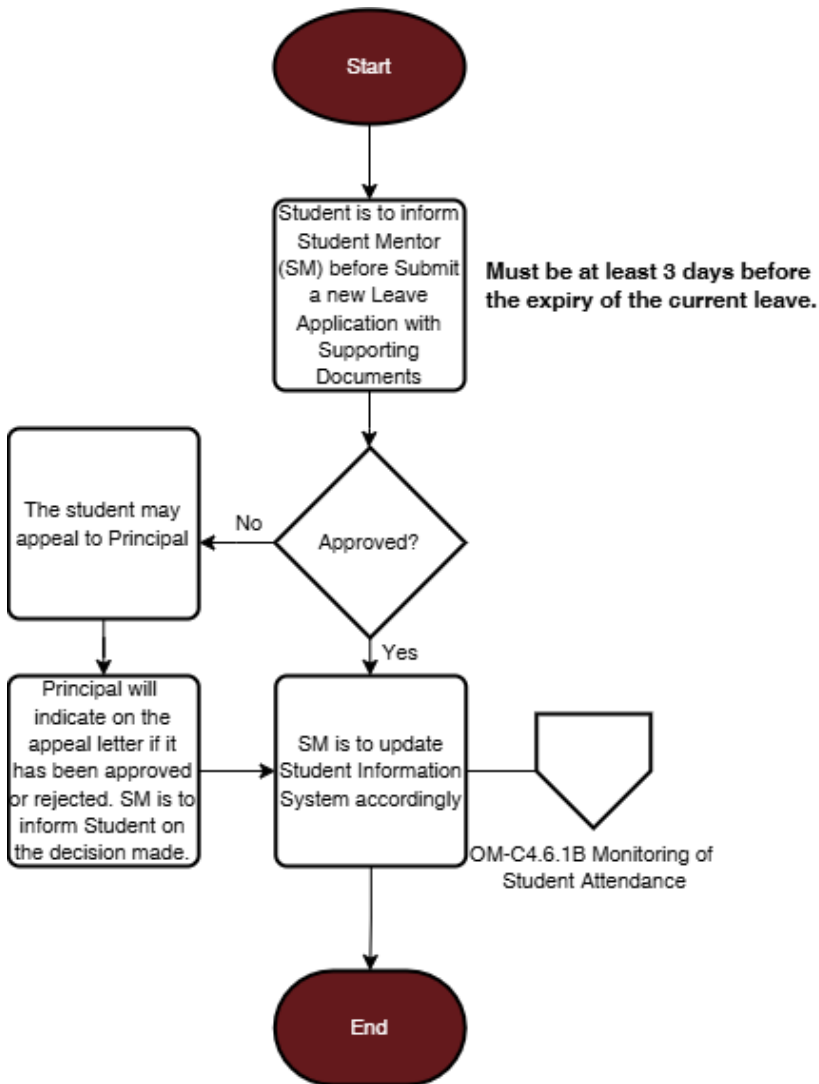 Start
Student is to inform
Student Mentor
(SM) before Submit
a new Leave
Application with
Supporting
Documents
Must be at least 3 days before
the expiry of the current leave.
Approved?
No
The student may
appeal to Principal
Yes
Principal will
indicate on the
appeal letter if it
has been approved
or rejected. SM is to
inform Student on
the decision made.
SM is to update
Student Information
System accordingly
OM-C4.6.1B Monitoring of
Student Attendance
End